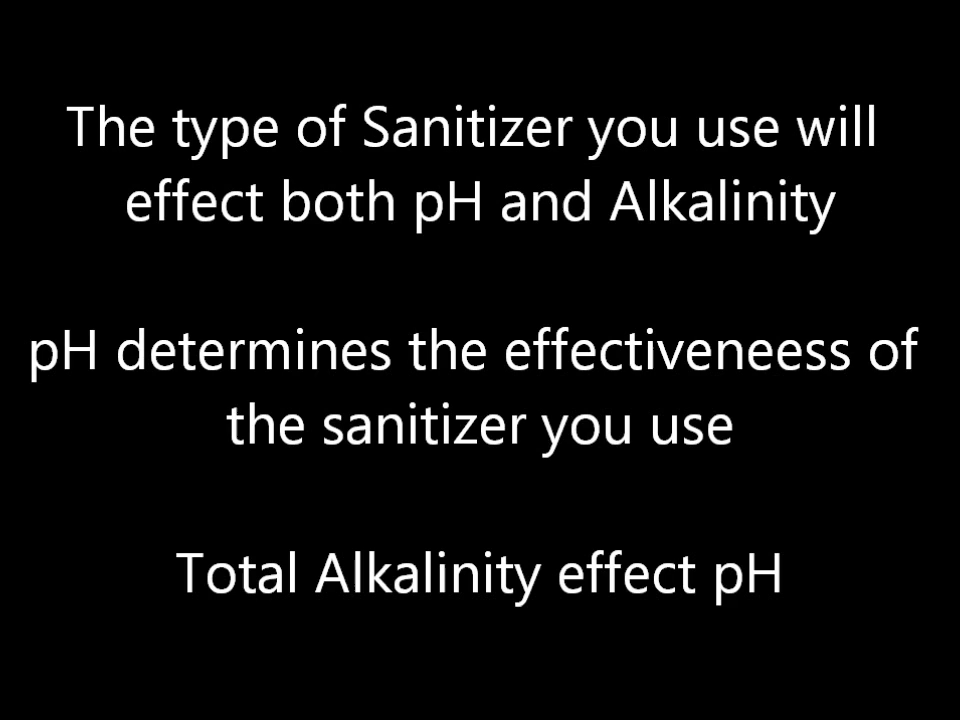 The type of Sanitizer you use will
effect both pH and Alkalinity
pH determines the effectiveneess of
the sanitizer you use
Total Alkalinity effect pH